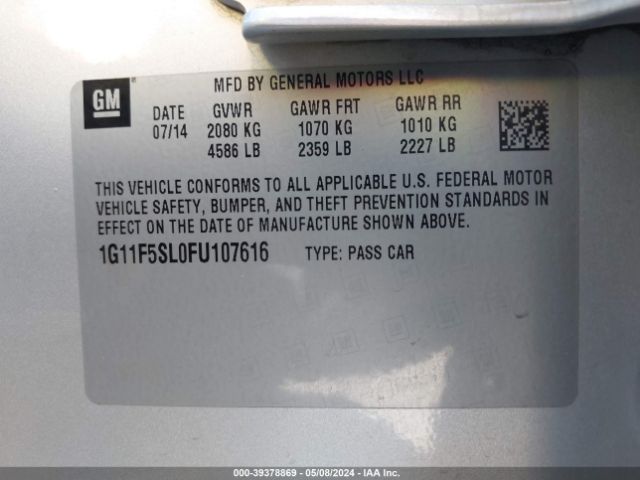 GM
MFD BY GENERAL MOTORS LLC
DATE GVWR GAWR FRT GAWR RR
07/14 2080 KG 1070 KG 1010 KG
4586 LB 2359 LB 2227 LB
THIS VEHICLE CONFORMS TO ALL APPLICABLE U.S. FEDERAL MOTOR
VEHICLE SAFETY, BUMPER, AND THEFT PREVENTION STANDARDS IN
EFFECT ON THE DATE OF MANUFACTURE SHOWN ABOVE.
1G11F5SL0FU107616 TYPE: PASS CAR
000-39378869 - 05/08/2024 - IAA Inc.